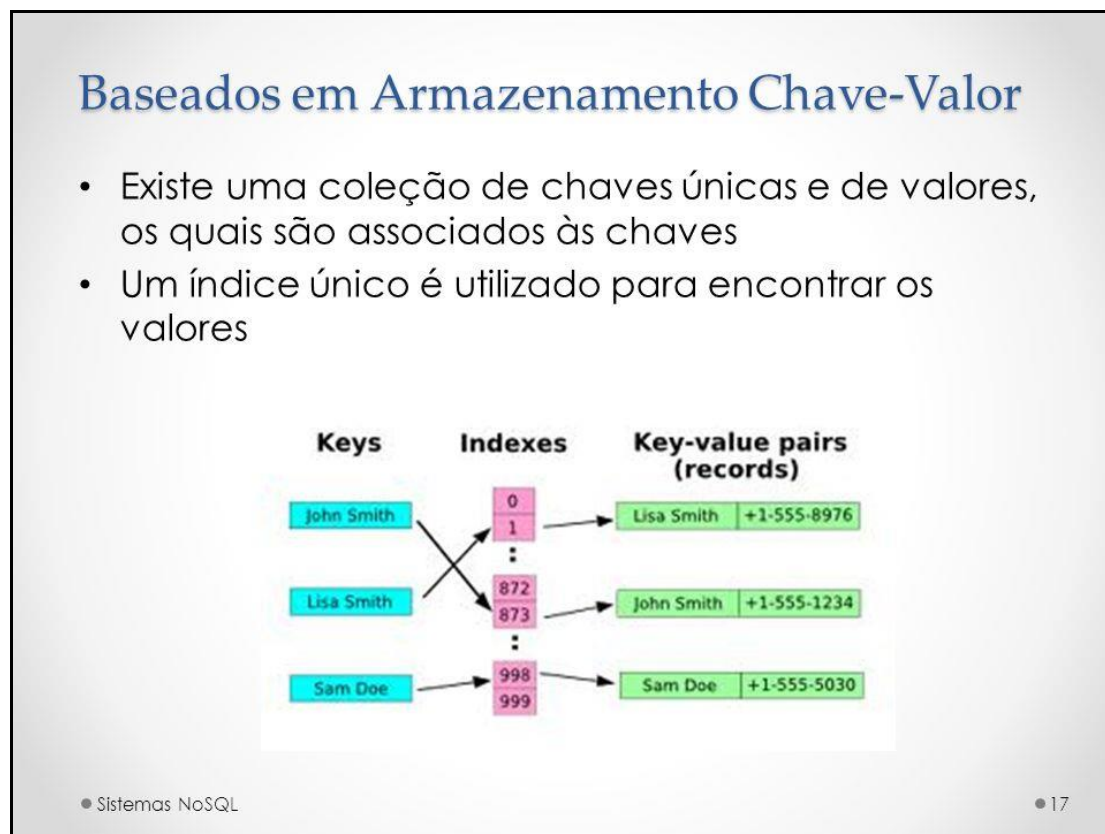 Baseados em Armazenamento Chave-Valor
• Existe uma coleção de chaves únicas e de valores,
os quais são associados às chaves
• Um índice único é utilizado para encontrar os
valores
Keys Indexes Key-value pairs
(records)
0
John Smith 1 Lisa Smith +1-555-8976
:
872
Lisa Smith 873 John Smith +1-555-1234
:
998
Sam Doe 999 Sam Doe +1-555-5030
Sistemas NoSQL 17